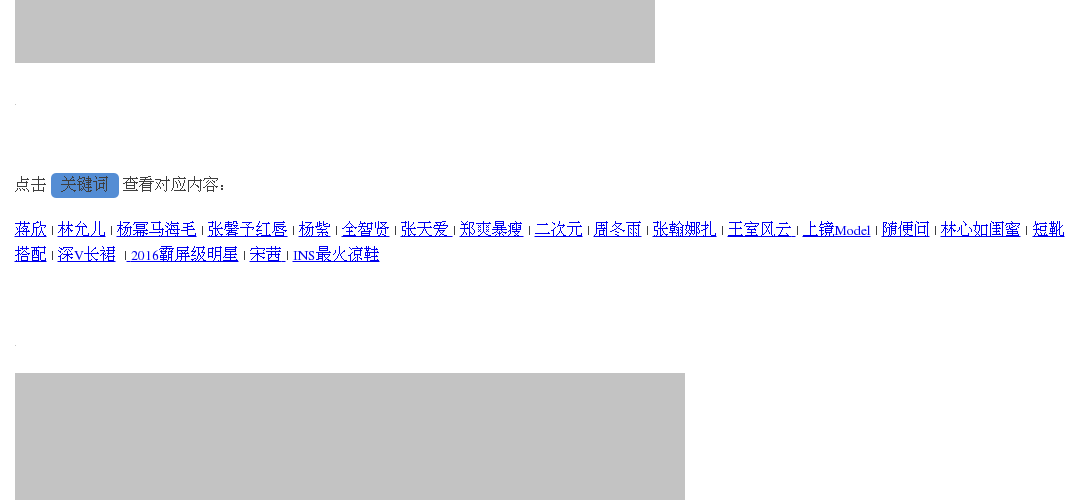 点击 关键词 查看对应内容：
蒋欣 | 林允儿 | 杨幂马海毛 | 张馨予红唇 | 杨紫 | 全智贤 | 张天爱 | 郑爽暴瘦 | 二次元 | 周冬雨 | 张翰娜扎 | 王室风云 | 上镜Model | 随便问 | 林心如闺蜜 | 短靴
搭配 | 深V长裙 | 2016霸屏级明星 | 宋茜 | INS最火凉鞋